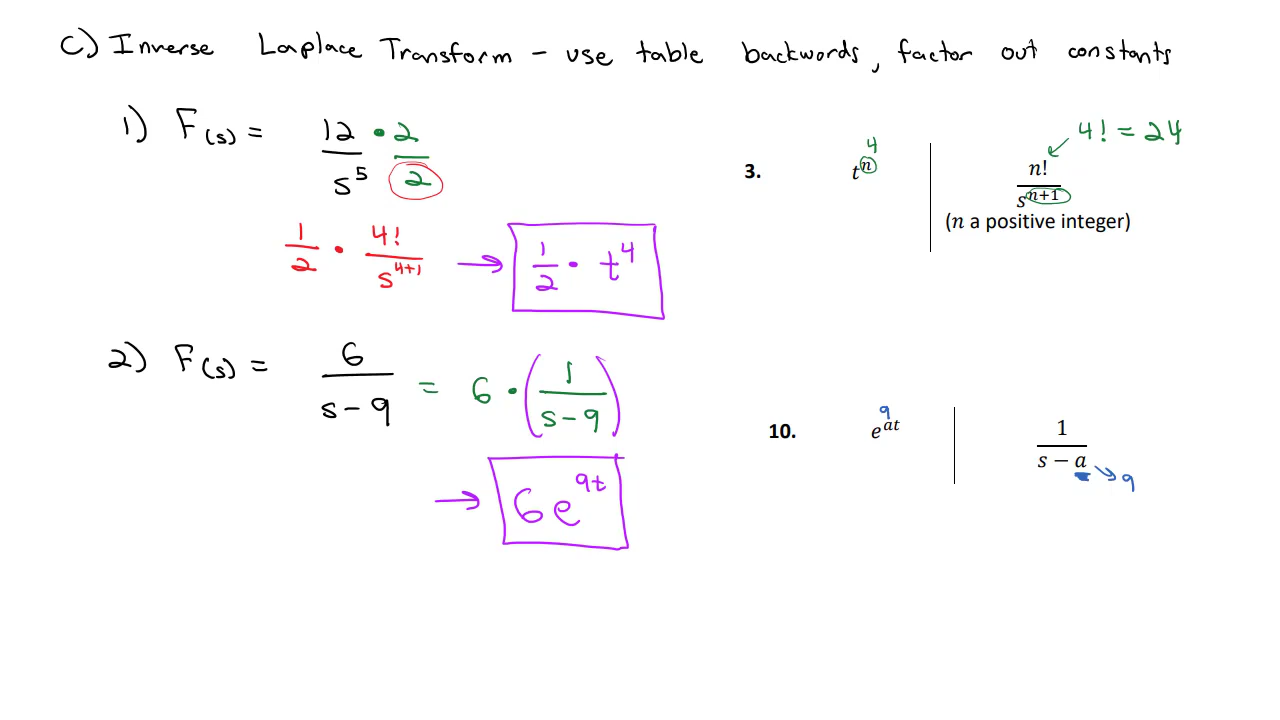 C) Inverse Laplace Transform – use table backwords, factor out constants
1) F(s) = 12/s^5 • 2/2
1/2 • 4!/s^(4+1) → 1/2 • t^4
3. t^n 4 | n!/s^(n+1) 4! = 24
(n a positive integer)
2) F(s) = 6/(s-9) = 6 • (1/(s-9))
→ 6e^(9t)
10. e^(at) 9 | 1/(s − a) → 9